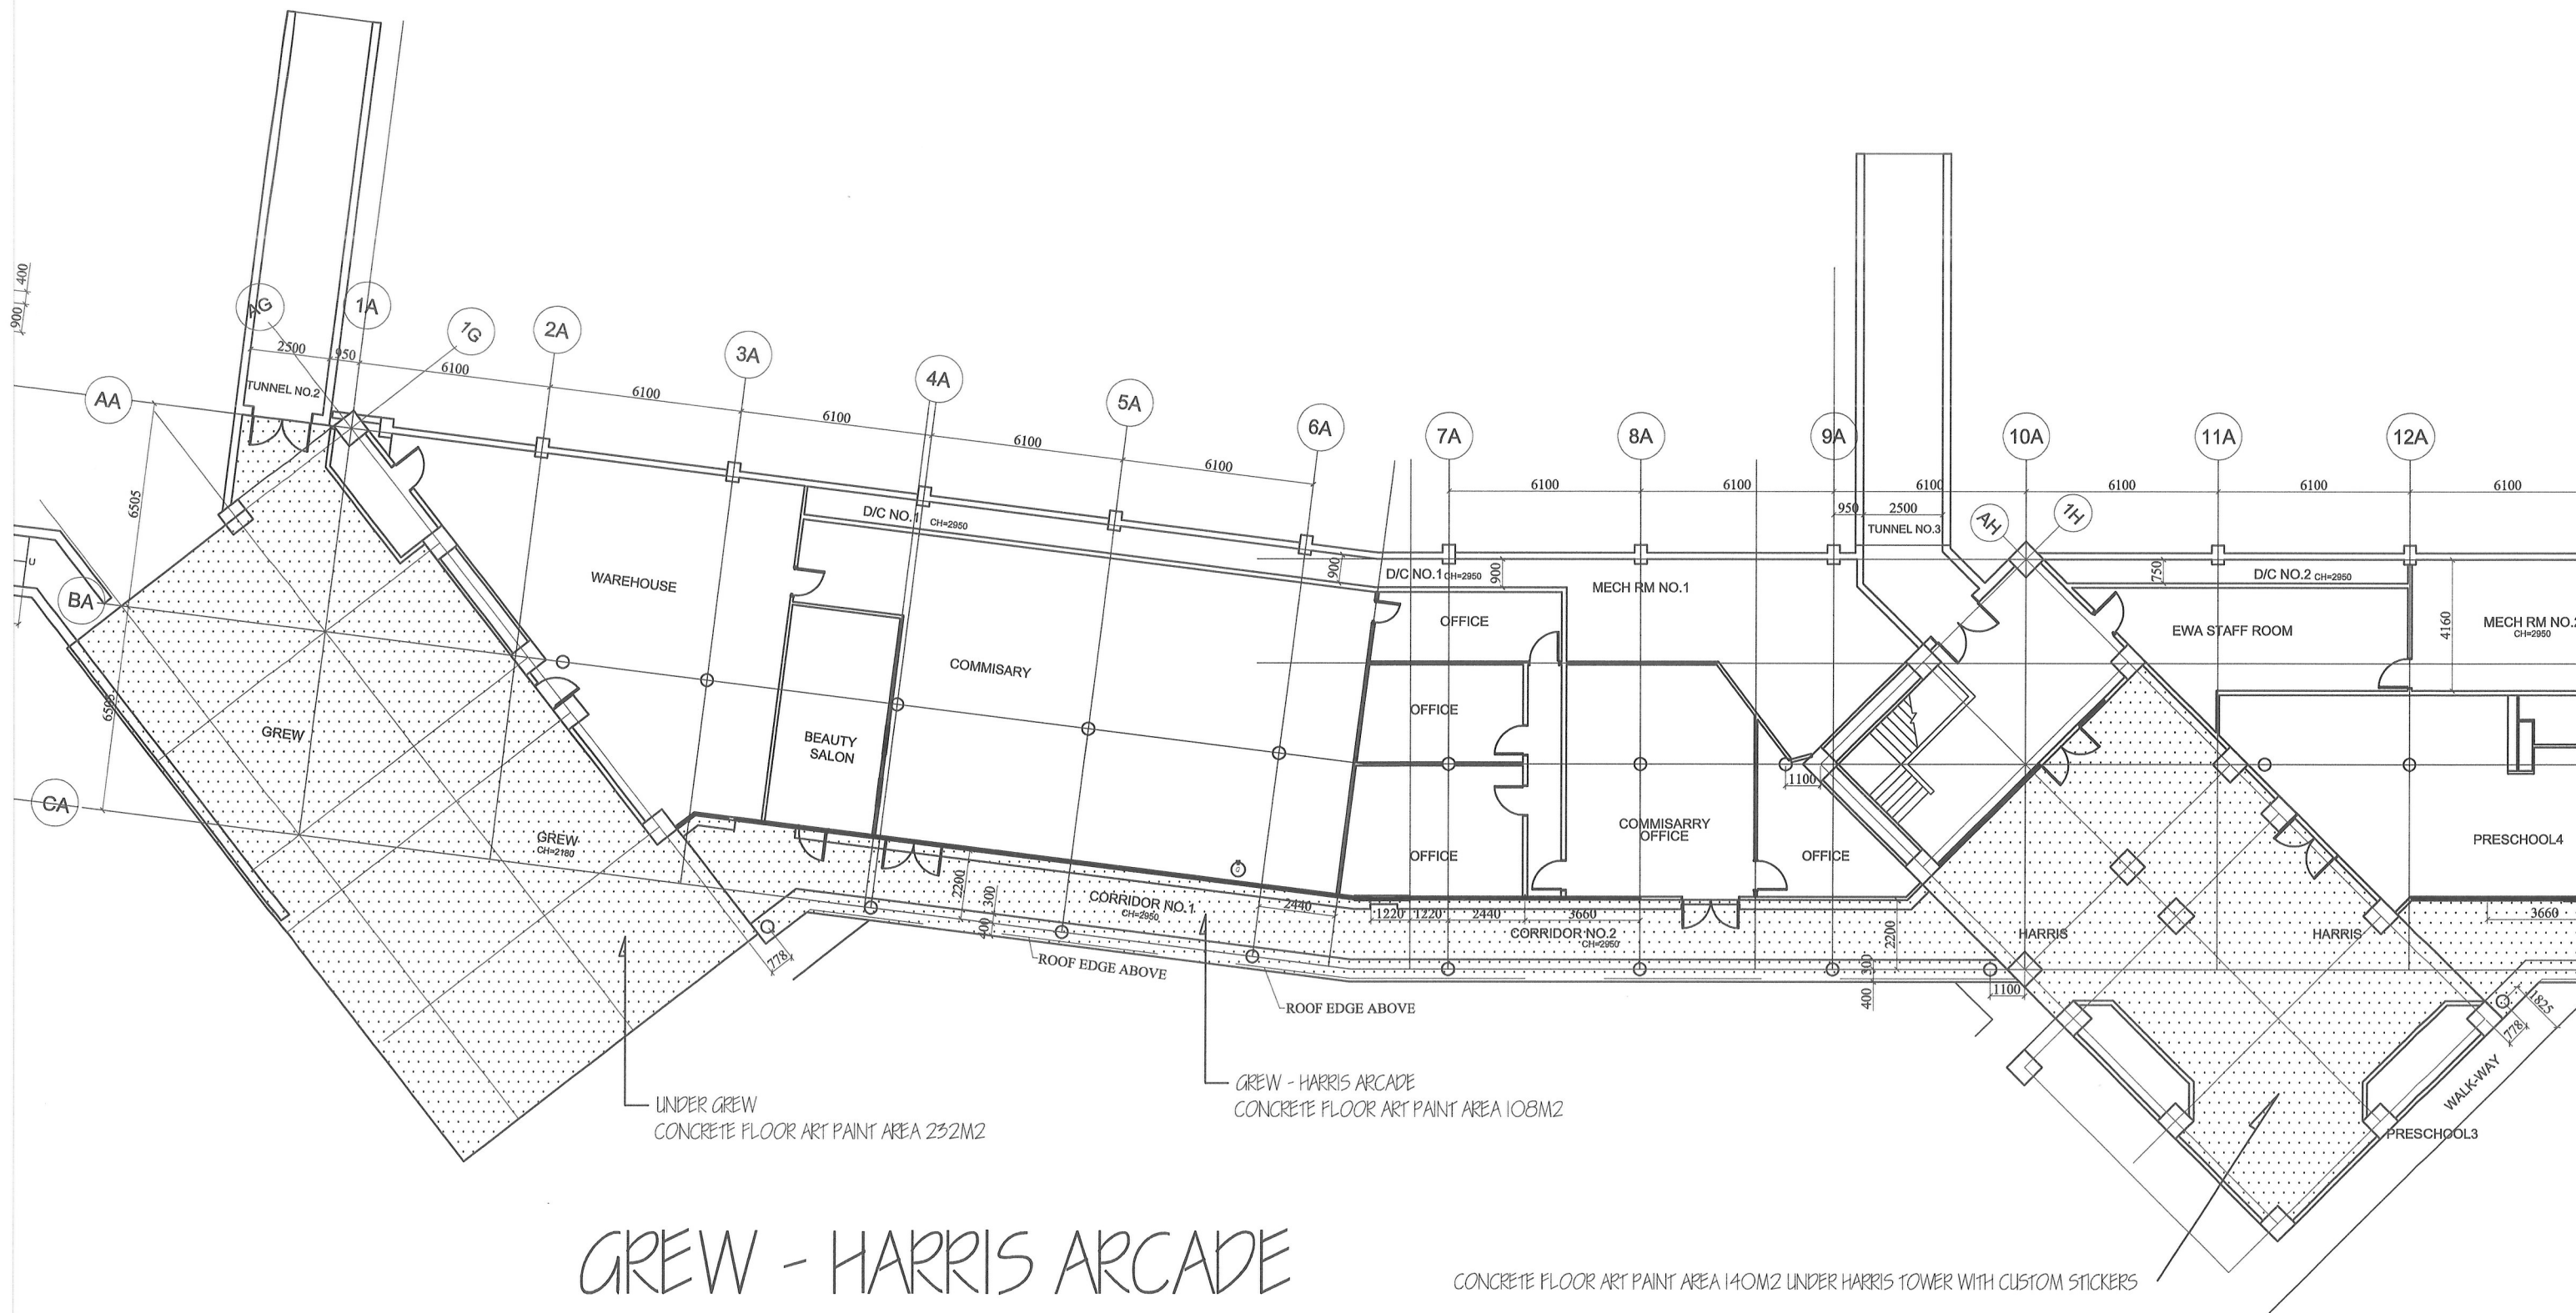 400
900
AG
1A
1G
2A
3A
4A
5A
6A
7A
8A
9A
10A
11A
12A
AA
BA
CA
AH
1H
2500
950
6100
6100
6100
6100
6100
6100
6100
6100
6100
6100
6100
950
2500
TUNNEL NO.2
TUNNEL NO.3
6505
U
D/C NO.1 CH=2950
900
D/C NO.1 CH=2950
900
MECH RM NO.1
750
D/C NO.2 CH=2950
WAREHOUSE
COMMISARY
OFFICE
EWA STAFF ROOM
4160
MECH RM NO.
CH=2950
GREW
BEAUTY
SALON
OFFICE
1100
GREW
CH=2180
OFFICE
COMMISARRY
OFFICE
OFFICE
PRESCHOOL4
2200
300
400
CORRIDOR NO.1
CH=2950
2440
1220
1220
2440
3660
CORRIDOR NO.2
CH=2950
2200
300
400
1100
HARRIS
HARRIS
3660
778
ROOF EDGE ABOVE
ROOF EDGE ABOVE
1825
778
WALK-WAY
PRESCHOOL3
UNDER GREW
CONCRETE FLOOR ART PAINT AREA 232M2
GREW - HARRIS ARCADE
CONCRETE FLOOR ART PAINT AREA 108M2
GREW - HARRIS ARCADE
CONCRETE FLOOR ART PAINT AREA 140M2 UNDER HARRIS TOWER WITH CUSTOM STICKERS